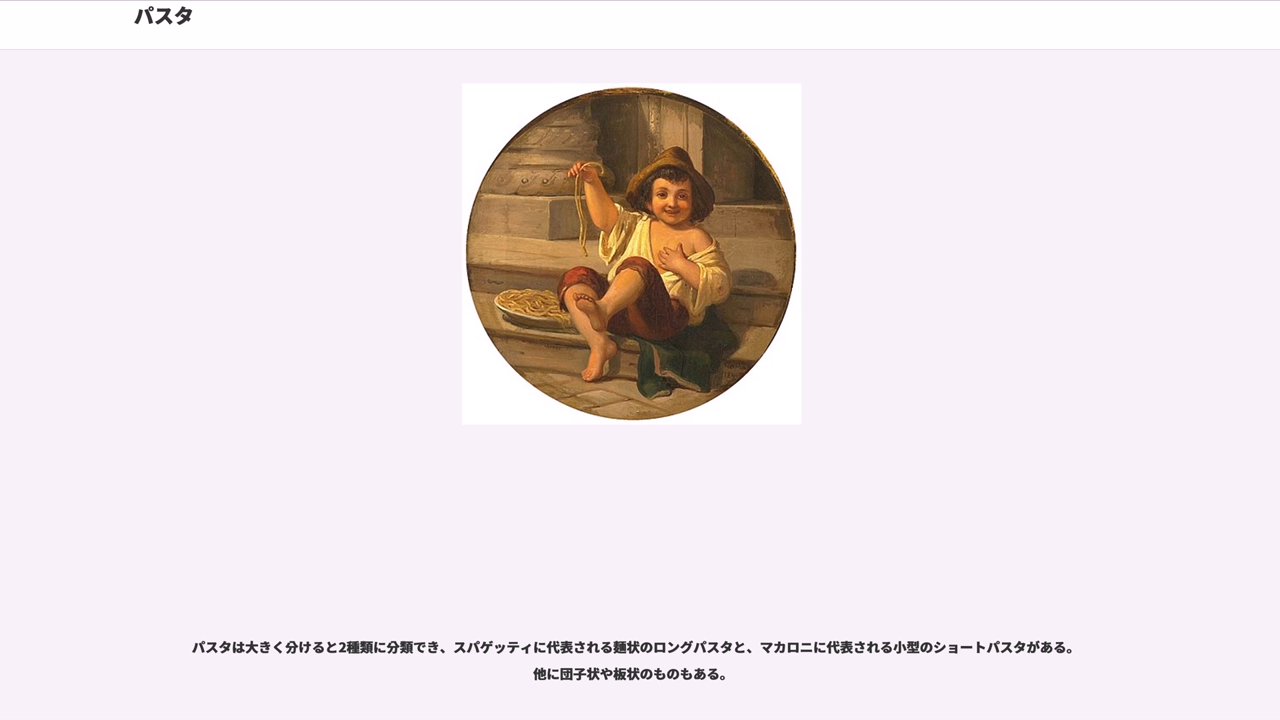 パスタ
パスタは大きく分けると2種類に分類でき、スパゲッティに代表される麺状のロングパスタと、マカロニに代表される小型のショートパスタがある。
他に団子状や板状のものもある。